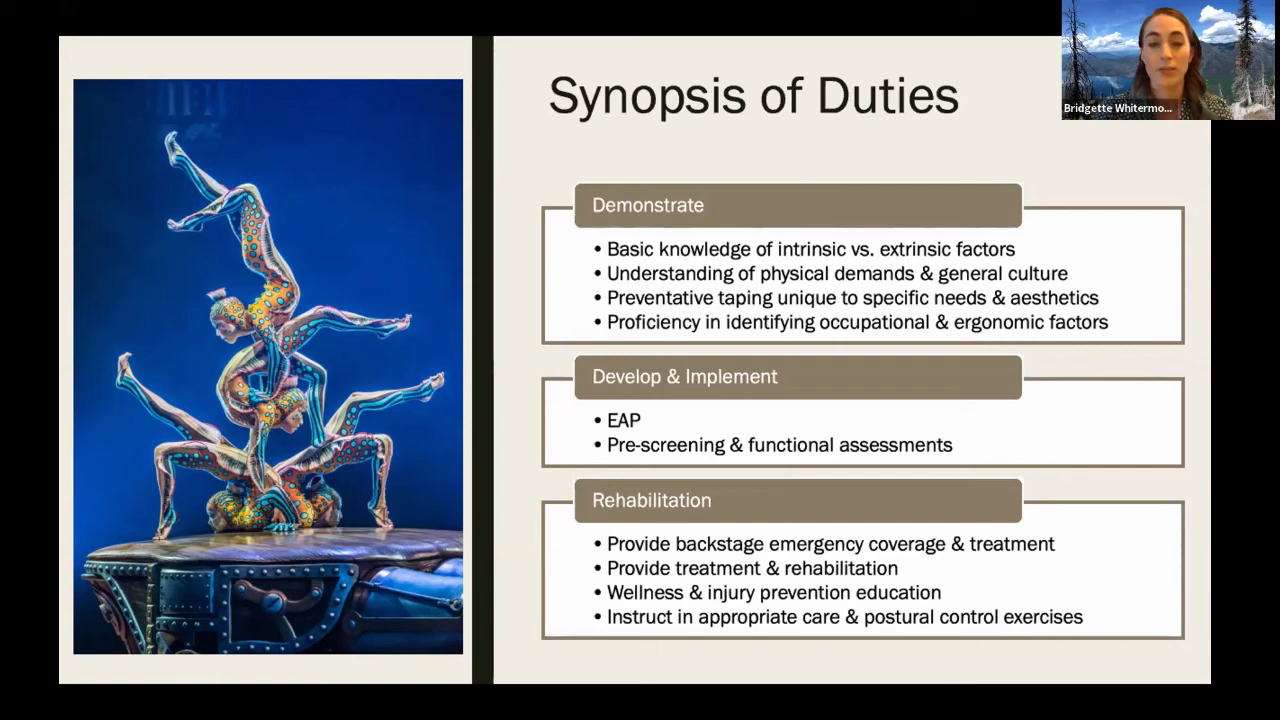 Synopsis of Duties
Bridgette Whitermo...
Demonstrate
• Basic knowledge of intrinsic vs. extrinsic factors
• Understanding of physical demands & general culture
• Preventative taping unique to specific needs & aesthetics
• Proficiency in identifying occupational & ergonomic factors
Develop & Implement
• EAP
• Pre-screening & functional assessments
Rehabilitation
• Provide backstage emergency coverage & treatment
• Provide treatment & rehabilitation
• Wellness & injury prevention education
• Instruct in appropriate care & postural control exercises